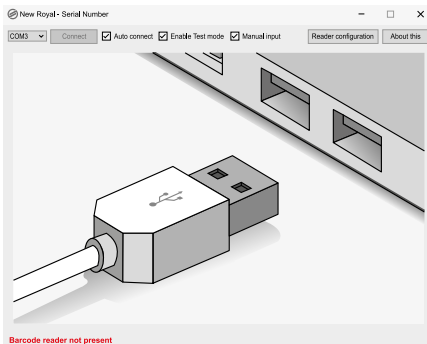 New Royal - Serial Number
COM3 Connect Auto connect Enable Test mode Manual input Reader configuration About this
Barcode reader not present